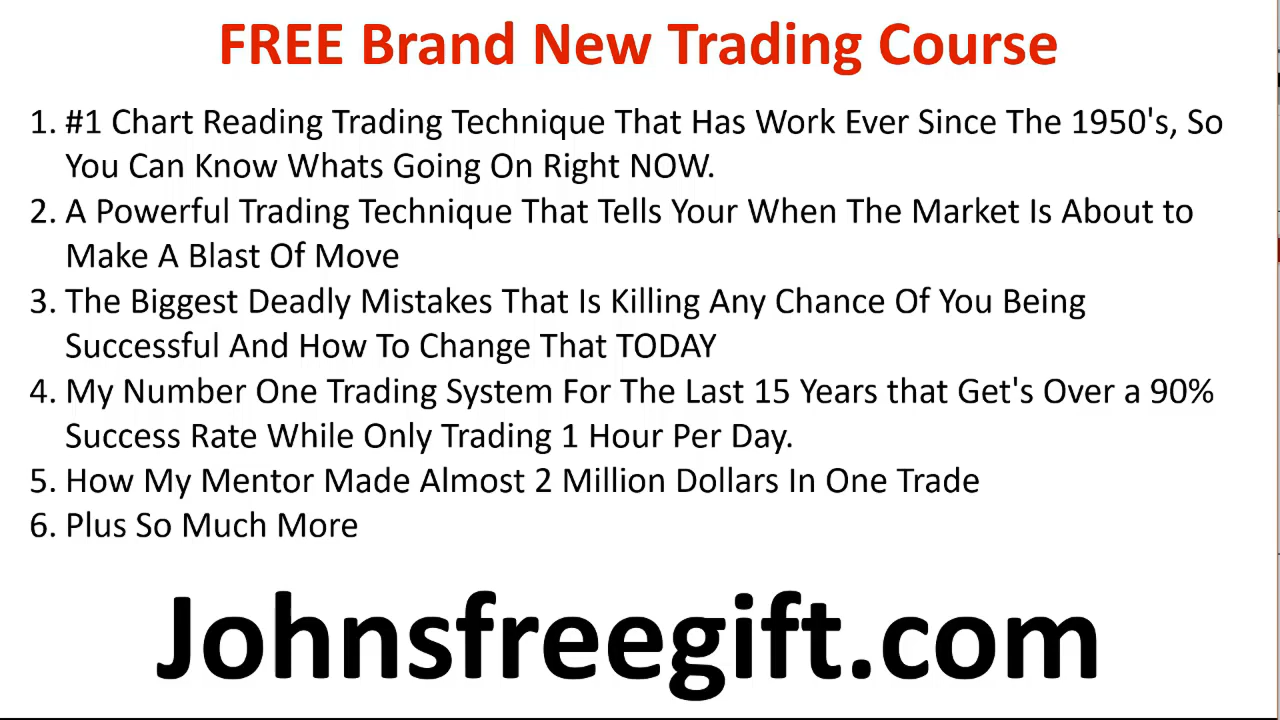 FREE Brand New Trading Course
1. #1 Chart Reading Trading Technique That Has Work Ever Since The 1950's, So
You Can Know Whats Going On Right NOW.
2. A Powerful Trading Technique That Tells Your When The Market Is About to
Make A Blast Of Move
3. The Biggest Deadly Mistakes That Is Killing Any Chance Of You Being
Successful And How To Change That TODAY
4. My Number One Trading System For The Last 15 Years that Get's Over a 90%
Success Rate While Only Trading 1 Hour Per Day.
5. How My Mentor Made Almost 2 Million Dollars In One Trade
6. Plus So Much More
Johnsfreegift.com